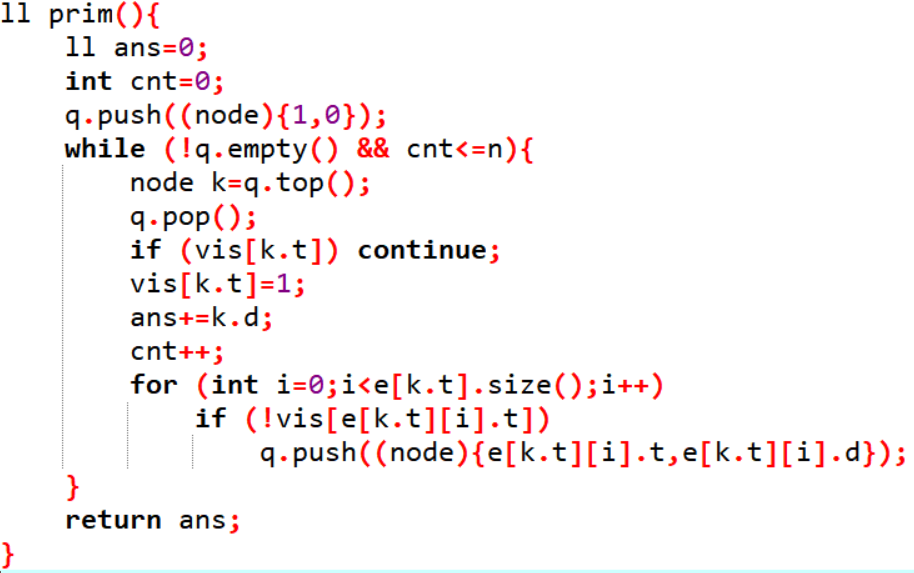 ll prim(){
    ll ans=0;
    int cnt=0;
    q.push((node){1,0});
    while (!q.empty() && cnt<=n){
        node k=q.top();
        q.pop();
        if (vis[k.t]) continue;
        vis[k.t]=1;
        ans+=k.d;
        cnt++;
        for (int i=0;i<e[k.t].size();i++)
            if (!vis[e[k.t][i].t])
                q.push((node){e[k.t][i].t,e[k.t][i].d});
    }
    return ans;
}